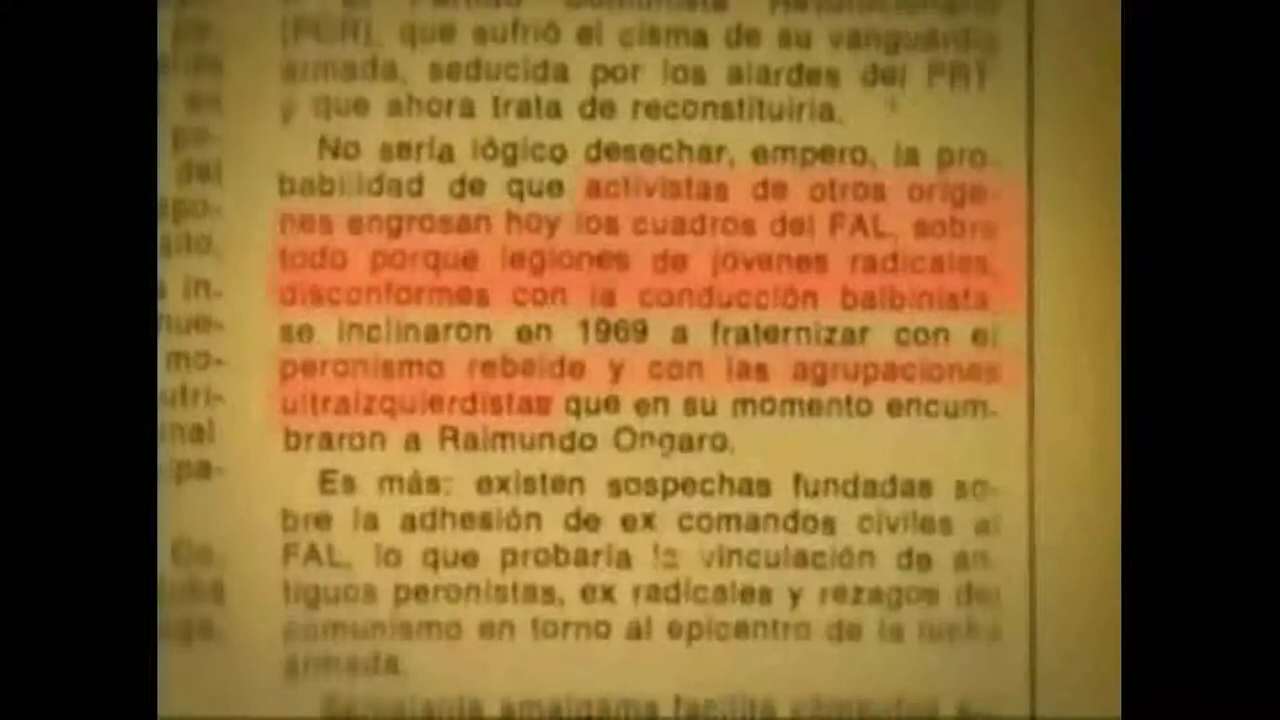 (PCR), que sufrió el cisma de su vanguardia
armada, seducida por los alardes del PRT
y que ahora trata de reconstituirla.
No sería lógico desechar, empero, la pro-
babilidad de que activistas de otros oríge-
nes engrosan hoy los cuadros del FAL, sobre
todo porque legiones de jóvenes radicales,
disconformes con la conducción balbinista,
se inclinaron en 1969 a fraternizar con el
peronismo rebelde y con las agrupaciones
ultraizquierdistas que en su momento encum-
braron a Raimundo Ongaro.
Es más: existen sospechas fundadas so-
bre la adhesión de ex comandos civiles al
FAL, lo que probaría la vinculación de an-
tiguos peronistas, ex radicales y rezagos del
comunismo en torno al epicentro de la lucha
armada.
amalgama facilita